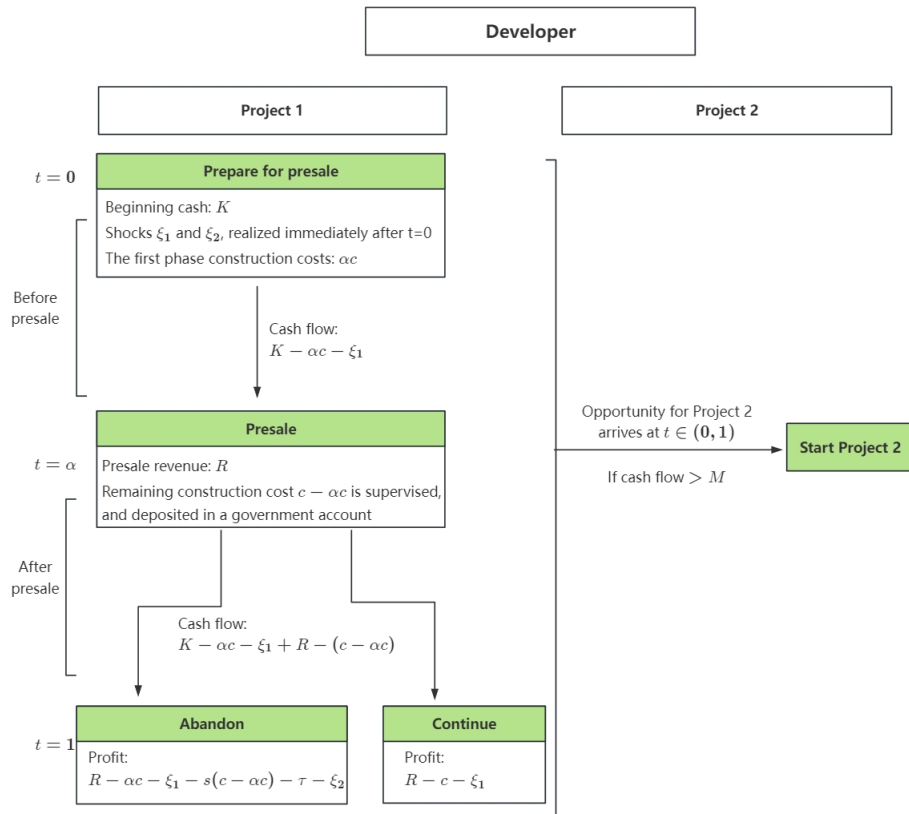 Developer
Project 1
Project 2
t = 0
Prepare for presale
Beginning cash: K
Shocks ξ₁ and ξ₂, realized immediately after t=0
The first phase construction costs: αc
Before
presale
Cash flow:
K − αc − ξ₁
Presale
t = α
Presale revenue: R
Remaining construction cost c − αc is supervised,
and deposited in a government account
Opportunity for Project 2
arrives at t ∈ (0, 1)
If cash flow > M
Start Project 2
After
presale
Cash flow:
K − αc − ξ₁ + R − (c − αc)
t = 1
Abandon
Profit:
R − αc − ξ₁ − s(c − αc) − τ − ξ₂
Continue
Profit:
R − c − ξ₁